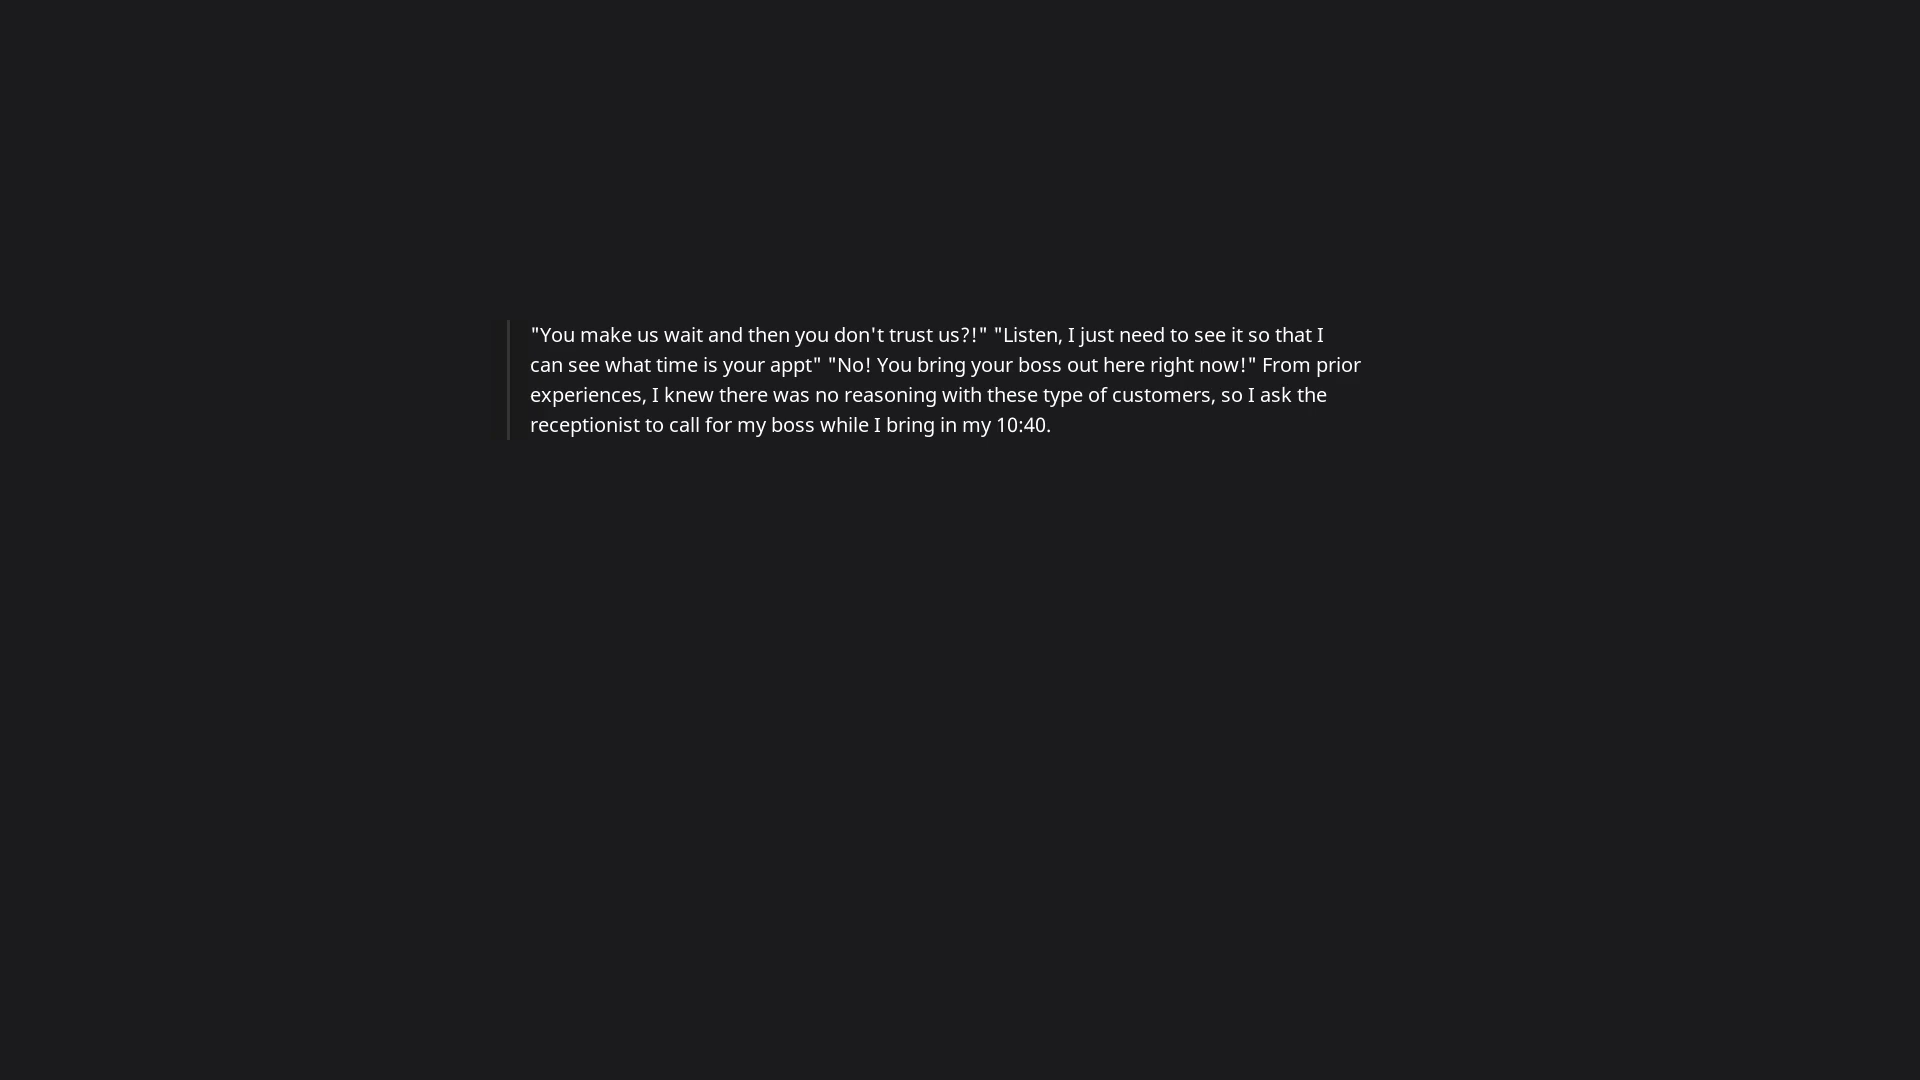 "You make us wait and then you don't trust us?!" "Listen, I just need to see it so that I
can see what time is your appt" "No! You bring your boss out here right now!" From prior
experiences, I knew there was no reasoning with these type of customers, so I ask the
receptionist to call for my boss while I bring in my 10:40.